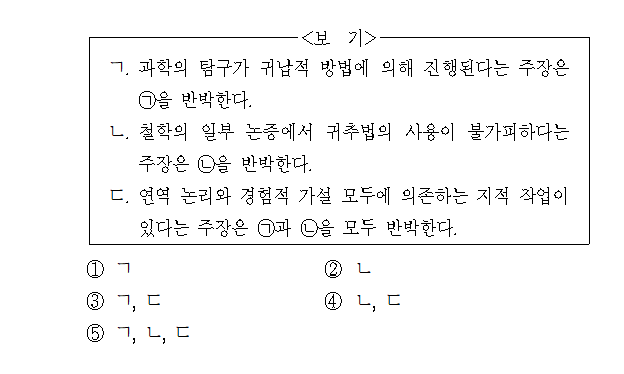 <보 기>
ㄱ. 과학의 탐구가 귀납적 방법에 의해 진행된다는 주장은
㉠을 반박한다.
ㄴ. 철학의 일부 논증에서 귀추법의 사용이 불가피하다는
주장은 ㉡을 반박한다.
ㄷ. 연역 논리와 경험적 가설 모두에 의존하는 지적 작업이
있다는 주장은 ㉠과 ㉡을 모두 반박한다.
① ㄱ ② ㄴ
③ ㄱ, ㄷ ④ ㄴ, ㄷ
⑤ ㄱ, ㄴ, ㄷ